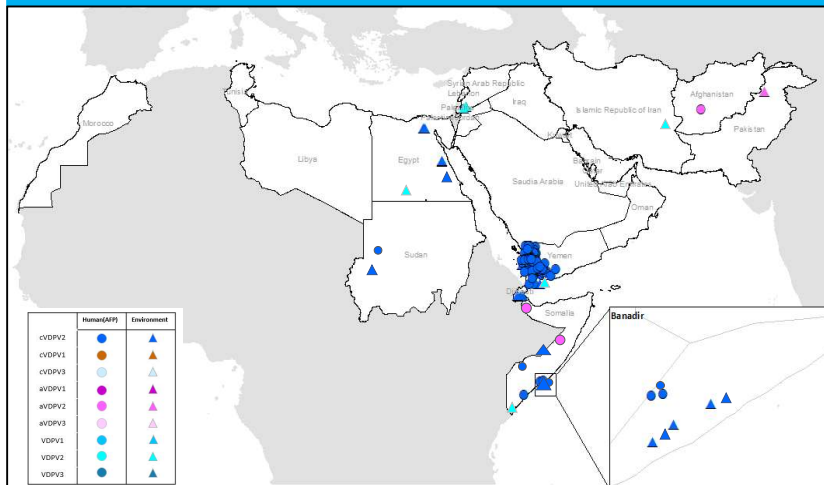 Syrian Arab Republic
Tunisia
Lebanon
Iraq
Afghanistan
Islamic Republic of Iran
Morocco
Pakistan
Libya
Egypt
Bahrain
Saudi Arabia
United Arab Emirates
Oman
Sudan
Yemen
Somalia
Banadir
Human(AFP) Environment
cVDPV2
cVDPV1
cVDPV3
aVDPV1
aVDPV2
aVDPV3
VDPV1
VDPV2
VDPV3